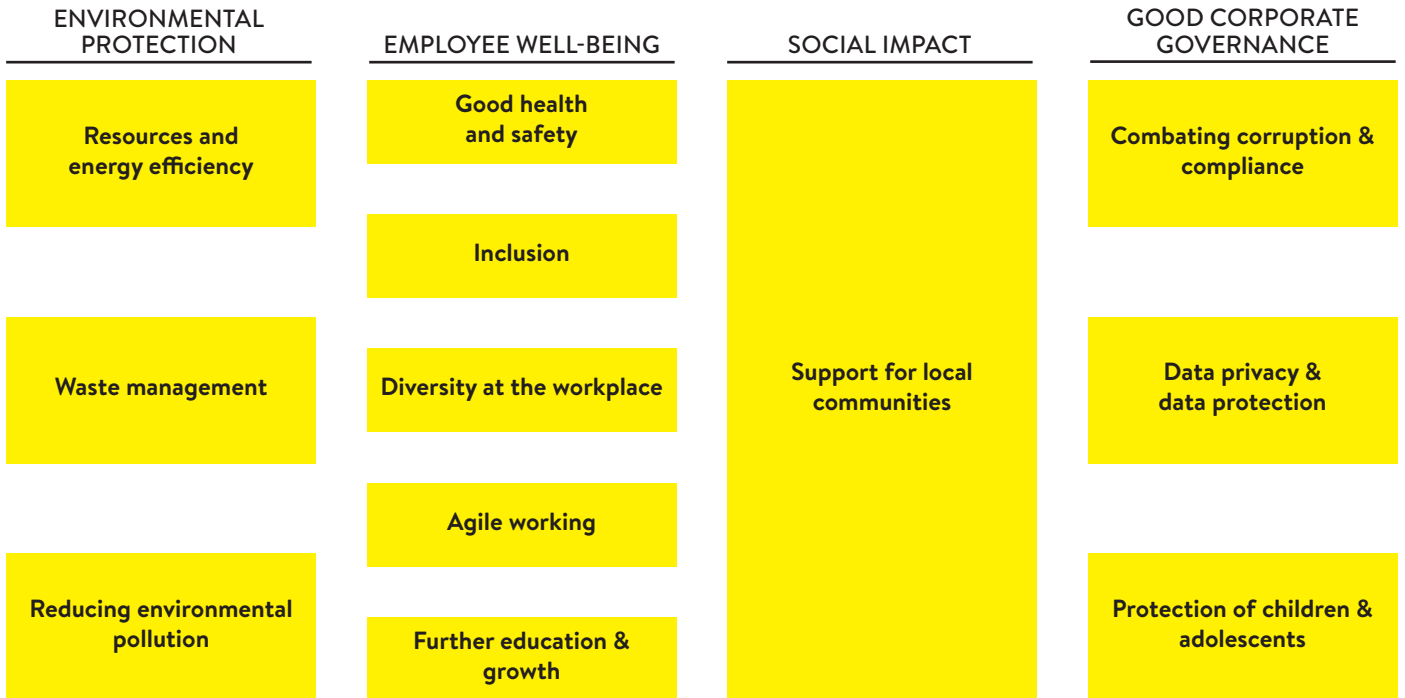 ENVIRONMENTAL
PROTECTION
Resources and
energy efficiency
Waste management
Reducing environmental
pollution
EMPLOYEE WELL-BEING
Good health
and safety
Inclusion
Diversity at the workplace
Agile working
Further education &
growth
SOCIAL IMPACT
Support for local
communities
GOOD CORPORATE
GOVERNANCE
Combating corruption &
compliance
Data privacy &
data protection
Protection of children &
adolescents